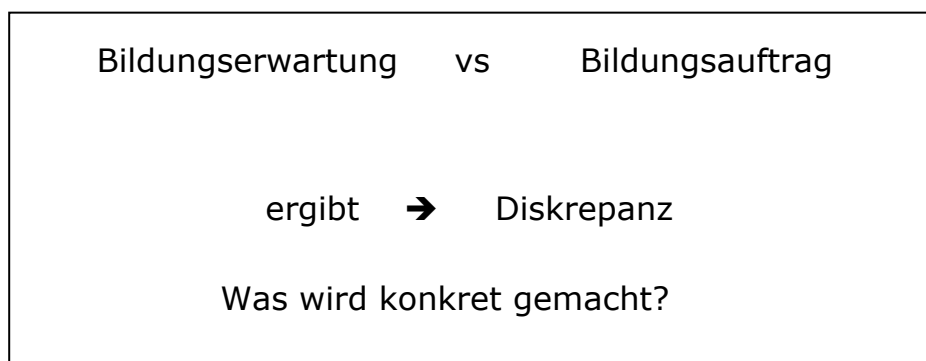 Bildungserwartung vs Bildungsauftrag
ergibt ➔ Diskrepanz
Was wird konkret gemacht?